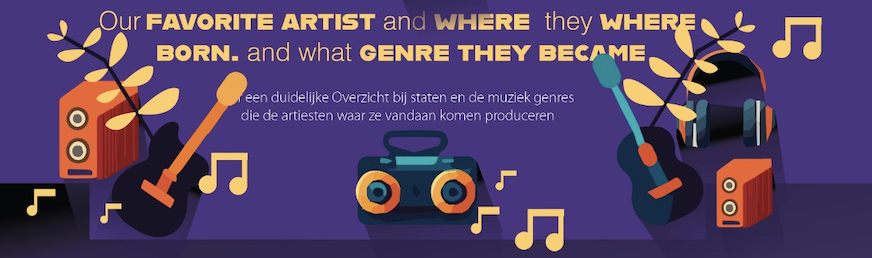 Our FAVORITE ARTIST and WHERE they WHERE
BORN. and what GENRE THEY BECAME
een duidelijke Overzicht bij staten en de muziek genres
die de artiesten waar ze vandaan komen produceren